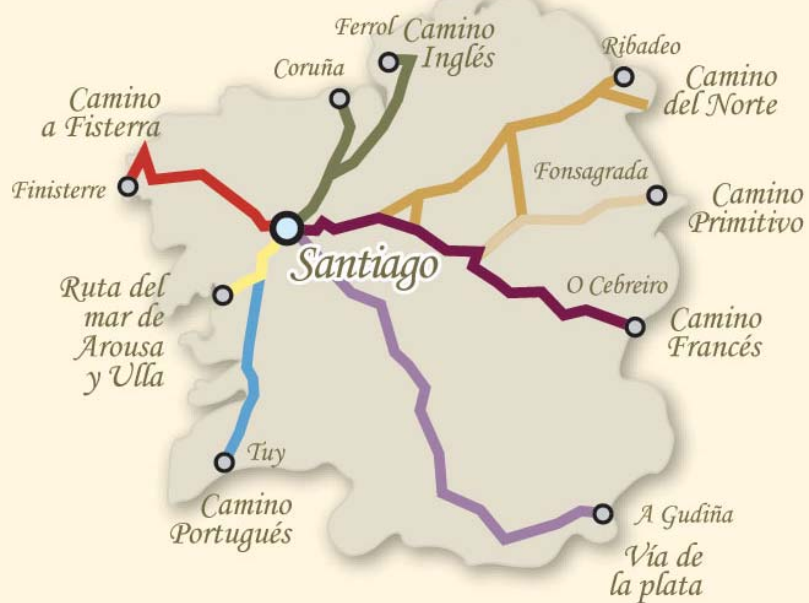 Ferrol
Camino
Inglés
Coruña
Ribadeo
Camino
del Norte
Camino
a Fisterra
Finisterre
Fonsagrada
Camino
Primitivo
Santiago
Ruta del
mar de
Arousa
y Ulla
O Cebreiro
Camino
Francés
Tuy
Camino
Portugués
A Gudiña
Vía de
la plata